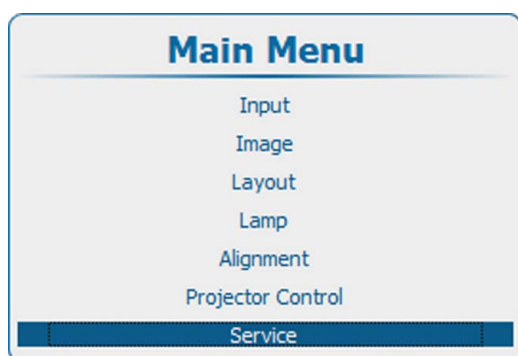 Main Menu
Input
Image
Layout
Lamp
Alignment
Projector Control
Service